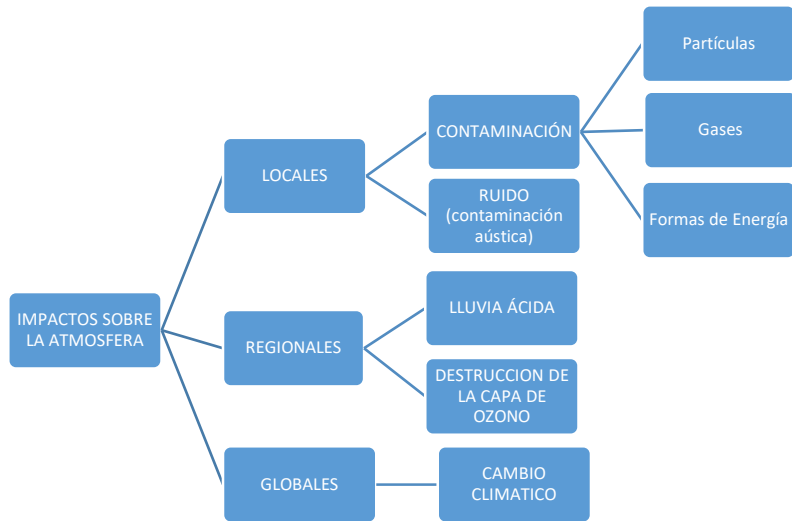 IMPACTOS SOBRE
LA ATMOSFERA
LOCALES
CONTAMINACIÓN
Partículas
Gases
Formas de Energía
RUIDO
(contaminación
aústica)
REGIONALES
LLUVIA ÁCIDA
DESTRUCCION DE
LA CAPA DE
OZONO
GLOBALES
CAMBIO
CLIMATICO